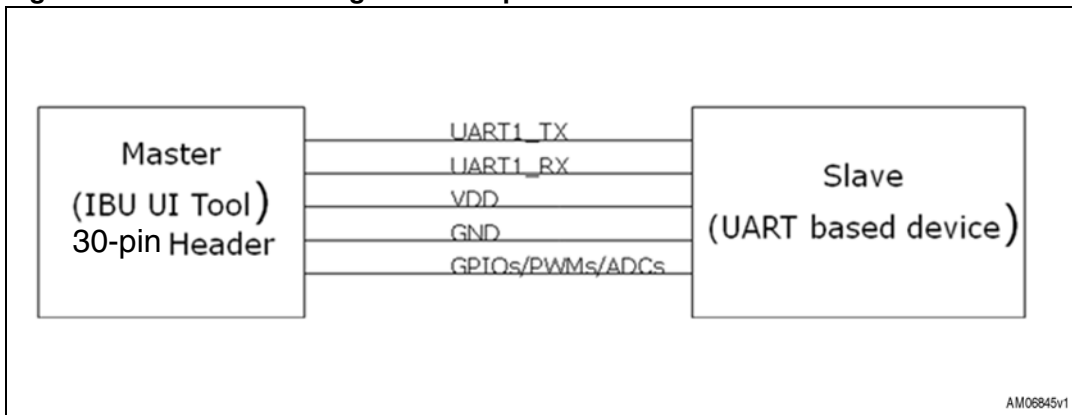 Master
(IBU UI Tool)
30-pin Header
UART1_TX
UART1_RX
VDD
GND
GPIOs/PWMs/ADCs
Slave
(UART based device)
AM06845v1